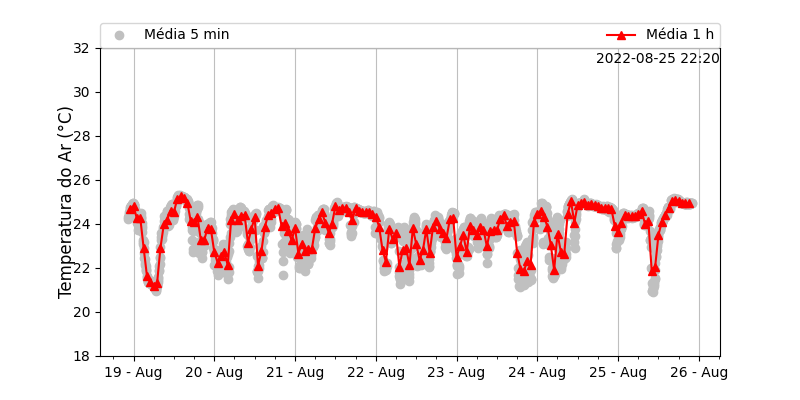 Média 5 min
Média 1 h
2022-08-25 22:20
Temperatura do Ar (°C)
32
30
28
26
24
22
20
18
19 - Aug
20 - Aug
21 - Aug
22 - Aug
23 - Aug
24 - Aug
25 - Aug
26 - Aug